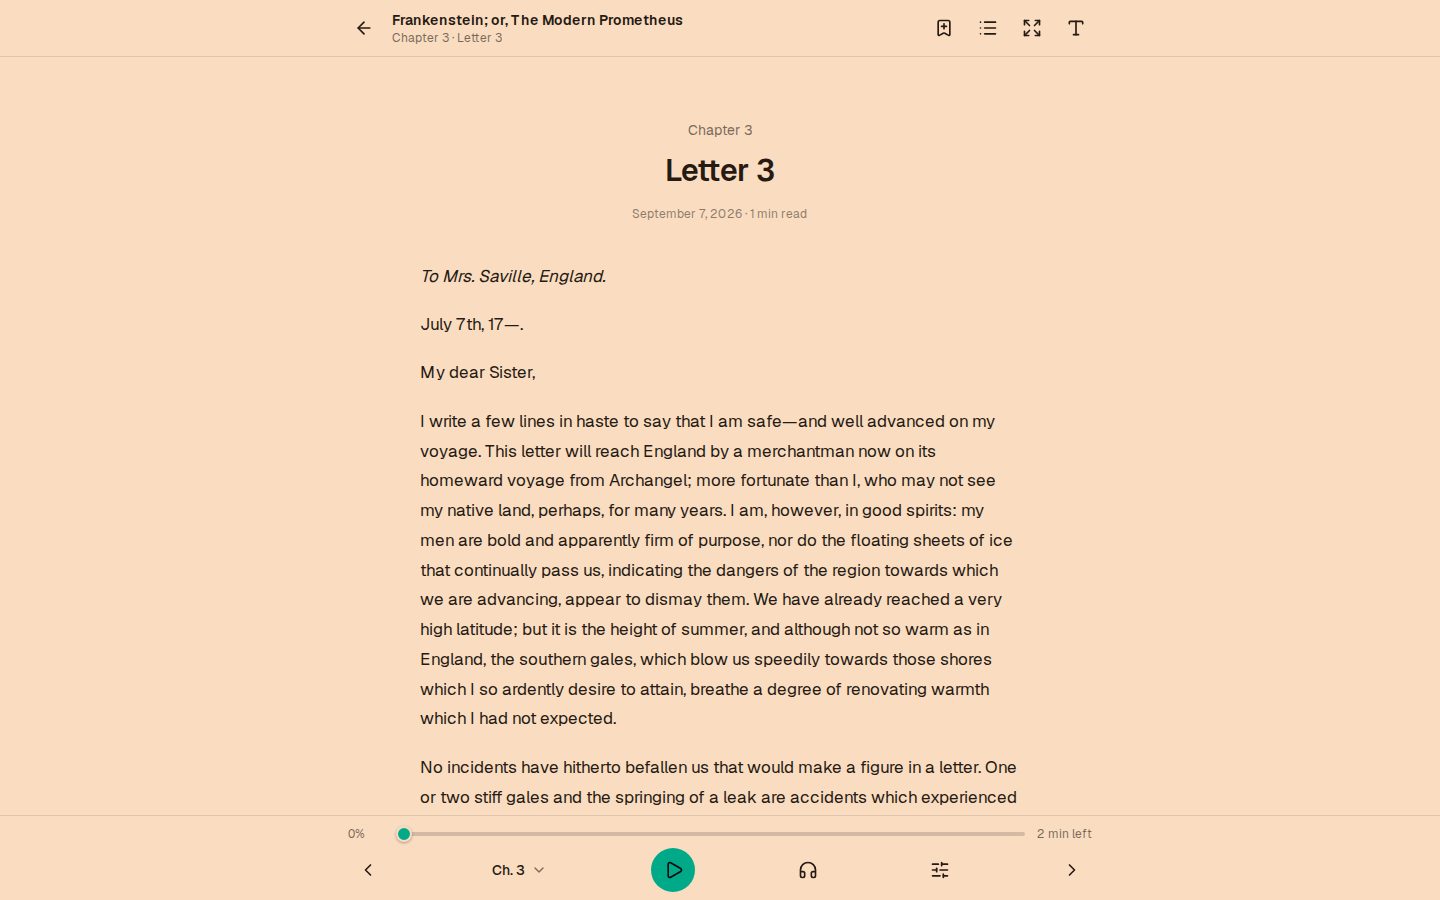 Frankenstein; or, The Modern Prometheus
Chapter 3 · Letter 3
Chapter 3
Letter 3
September 7, 2026 · 1 min read
To Mrs. Saville, England.
July 7th, 17—.
My dear Sister,
I write a few lines in haste to say that I am safe—and well advanced on my
voyage. This letter will reach England by a merchantman now on its
homeward voyage from Archangel; more fortunate than I, who may not see
my native land, perhaps, for many years. I am, however, in good spirits: my
men are bold and apparently firm of purpose, nor do the floating sheets of ice
that continually pass us, indicating the dangers of the region towards which
we are advancing, appear to dismay them. We have already reached a very
high latitude; but it is the height of summer, and although not so warm as in
England, the southern gales, which blow us speedily towards those shores
which I so ardently desire to attain, breathe a degree of renovating warmth
which I had not expected.
No incidents have hitherto befallen us that would make a figure in a letter. One
or two stiff gales and the springing of a leak are accidents which experienced
0%
2 min left
Ch. 3